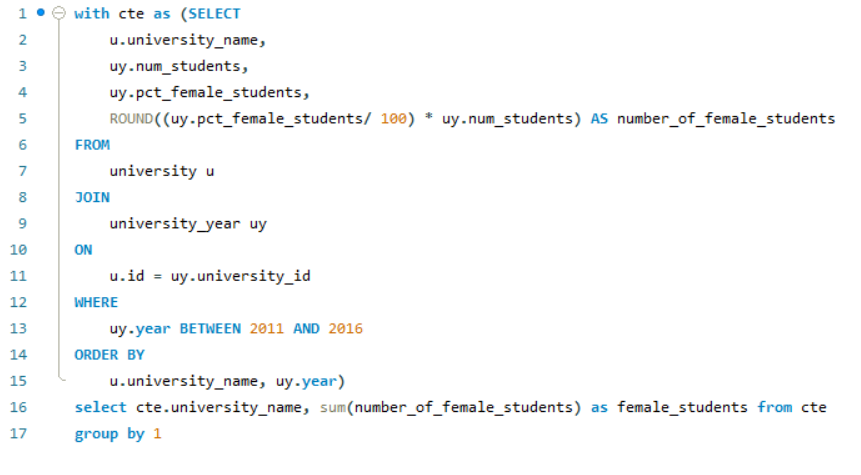 1 with cte as (SELECT
2 u.university_name,
3 uy.num_students,
4 uy.pct_female_students,
5 ROUND((uy.pct_female_students/ 100) * uy.num_students) AS number_of_female_students
6 FROM
7 university u
8 JOIN
9 university_year uy
10 ON
11 u.id = uy.university_id
12 WHERE
13 uy.year BETWEEN 2011 AND 2016
14 ORDER BY
15 u.university_name, uy.year)
16 select cte.university_name, sum(number_of_female_students) as female_students from cte
17 group by 1